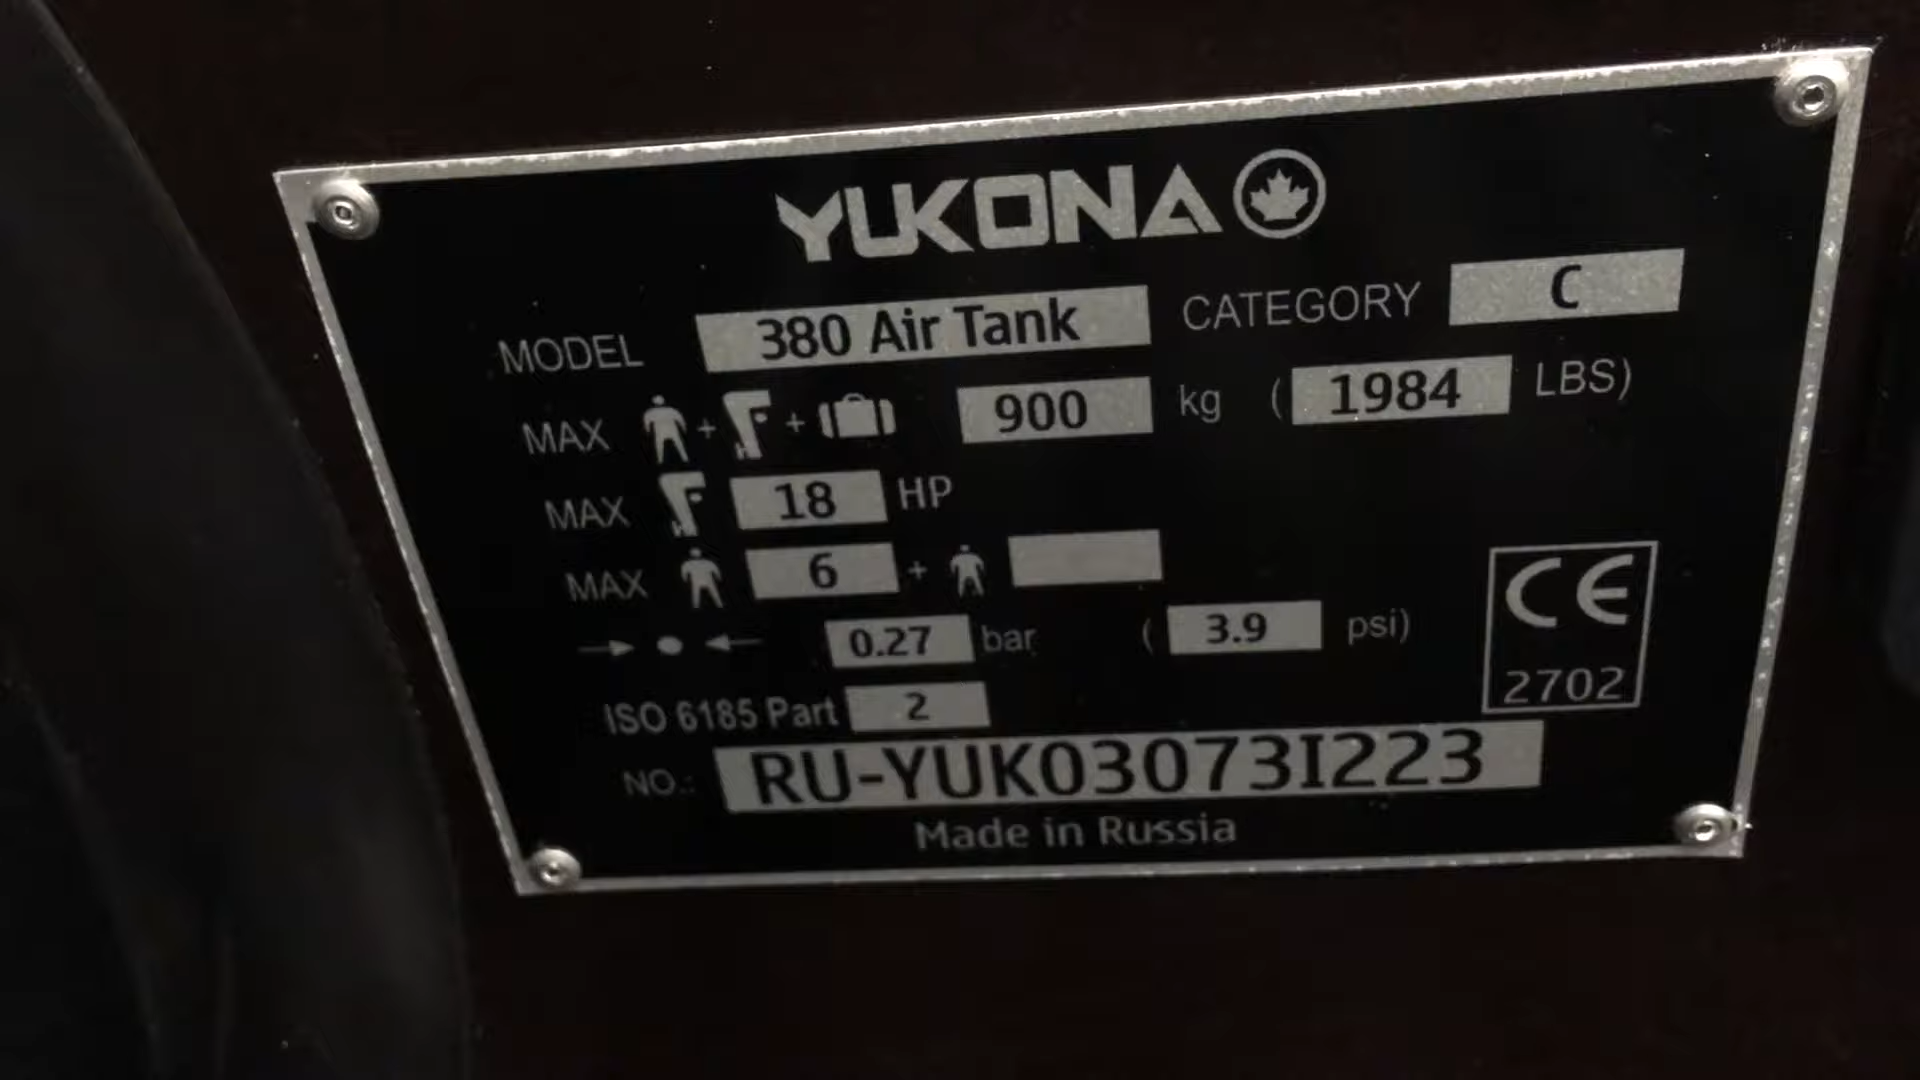 YUKONA
MODEL 380 Air Tank CATEGORY C
MAX + + 900 kg (1984 LBS)
MAX 18 HP
MAX 6 +
0.27 bar (3.9 psi)
CE
2702
ISO 6185 Part 2
NO.: RU-YUK03073I223
Made in Russia